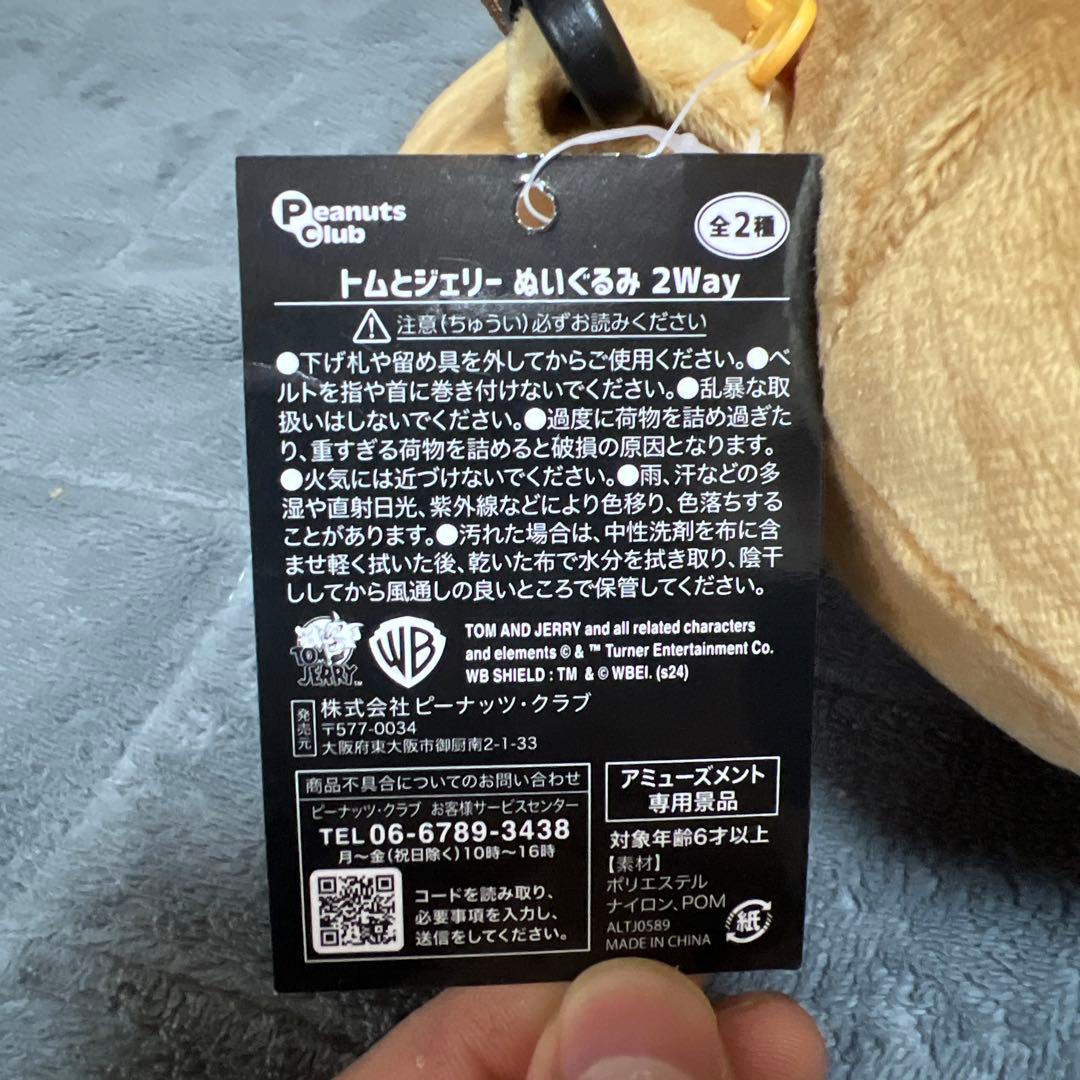 Peanuts Club
全2種
トムとジェリー ぬいぐるみ 2Way
注意(ちゅうい)必ずお読みください
●下げ札や留め具を外してからご使用ください。●ベ
ルトを指や首に巻き付けないでください。●乱暴な取
扱いはしないでください。●過度に荷物を詰め過ぎた
り、重すぎる荷物を詰めると破損の原因となります。
●火気には近づけないでください。●雨、汗などの多
湿や直射日光、紫外線などにより色移り、色落ちする
ことがあります。●汚れた場合は、中性洗剤を布に含
ませ軽く拭いた後、乾いた布で水分を拭き取り、陰干
ししてから風通しの良いところで保管してください。
TOM AND JERRY™
WB
TOM AND JERRY and all related characters
and elements © & ™ Turner Entertainment Co.
WB SHIELD : TM & © WBEI. (s24)
発売元
株式会社ピーナッツ・クラブ
〒577-0034
大阪府東大阪市御厨南2-1-33
商品不具合についてのお問い合わせ
ピーナッツ・クラブ お客様サービスセンター
TEL 06-6789-3438
月〜金(祝日除く)10時〜16時
コードを読み取り、
必要事項を入力し、
送信をしてください。
アミューズメント
専用景品
対象年齢6才以上
【素材】
ポリエステル
ナイロン、POM
ALTJ0589
MADE IN CHINA
紙